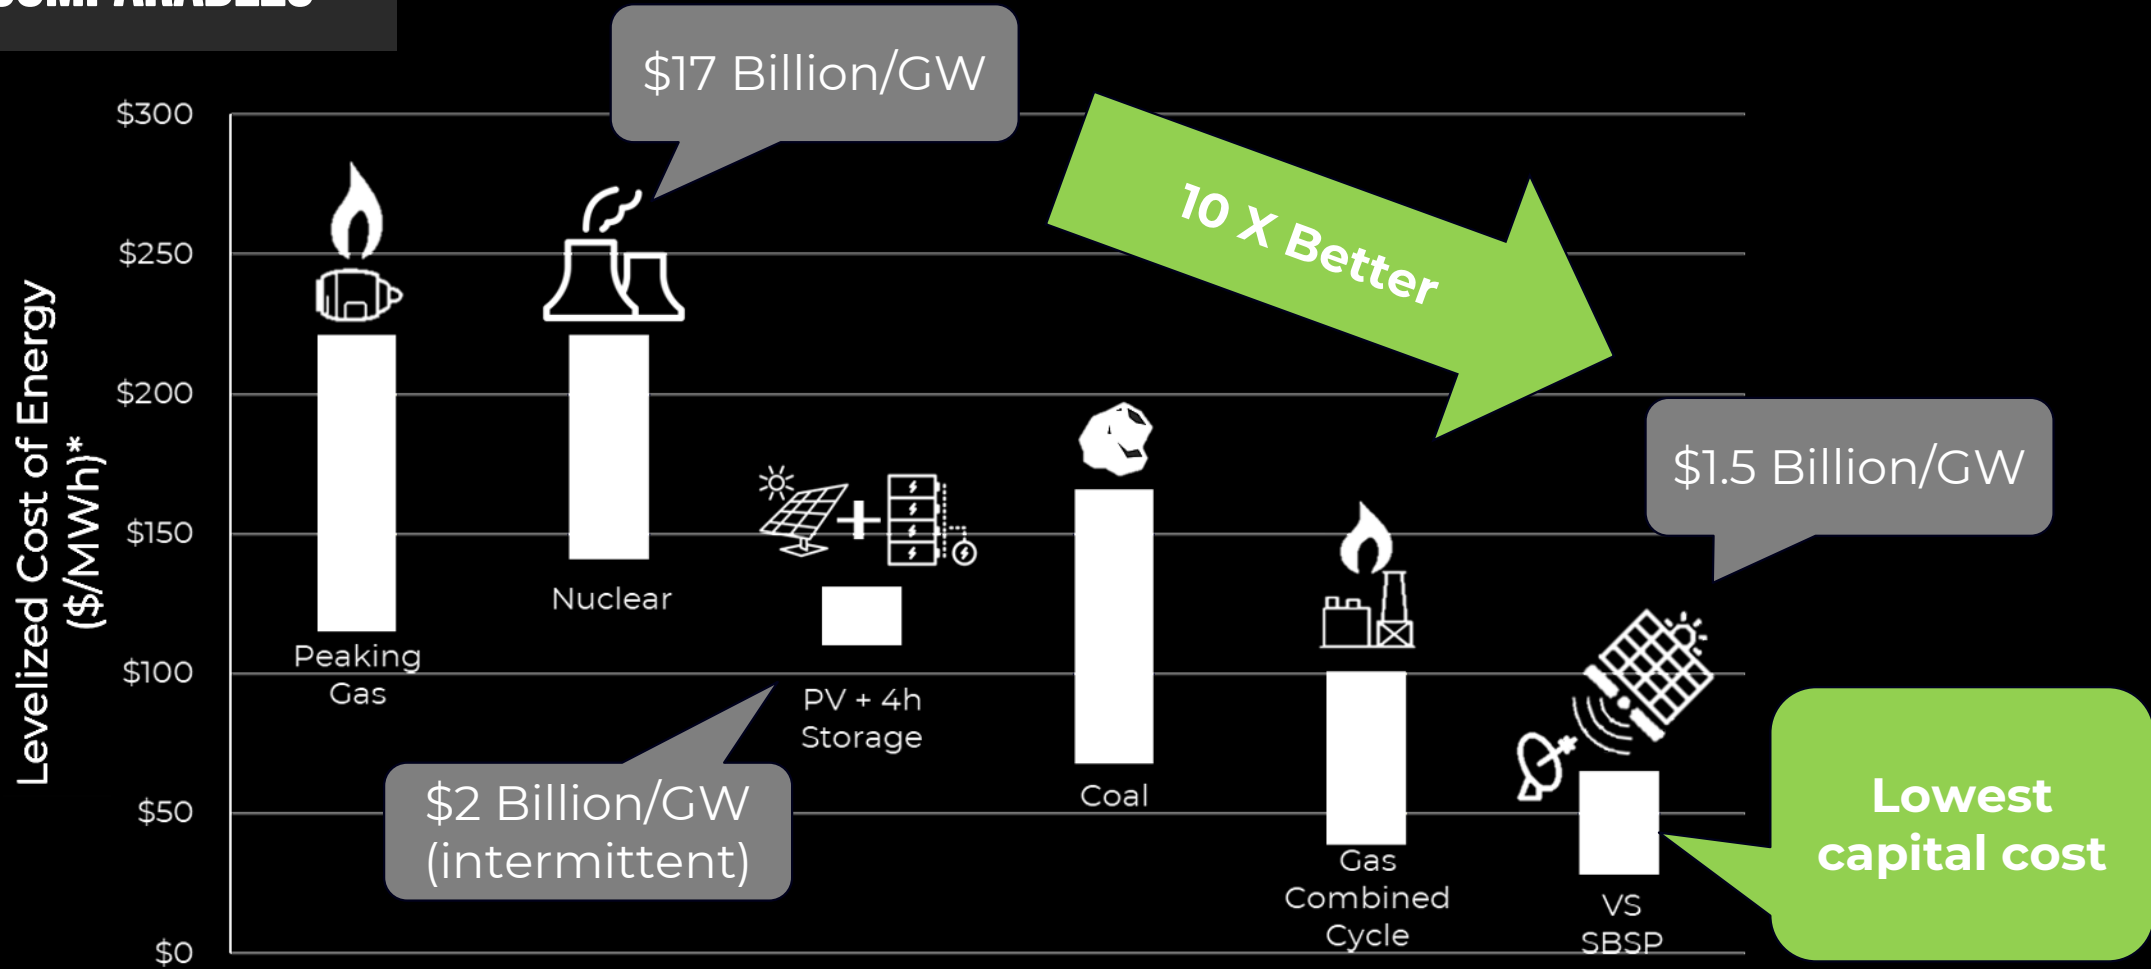 $17 Billion/GW
$300
10 X Better
$250
Levelized Cost of Energy
($/MWh)*
$200
$1.5 Billion/GW
$150
Nuclear
Peaking
Gas
$100
PV + 4h
Storage
$2 Billion/GW
(intermittent)
Coal
Lowest
capital cost
$50
Gas
Combined
Cycle
VS
SBSP
$0